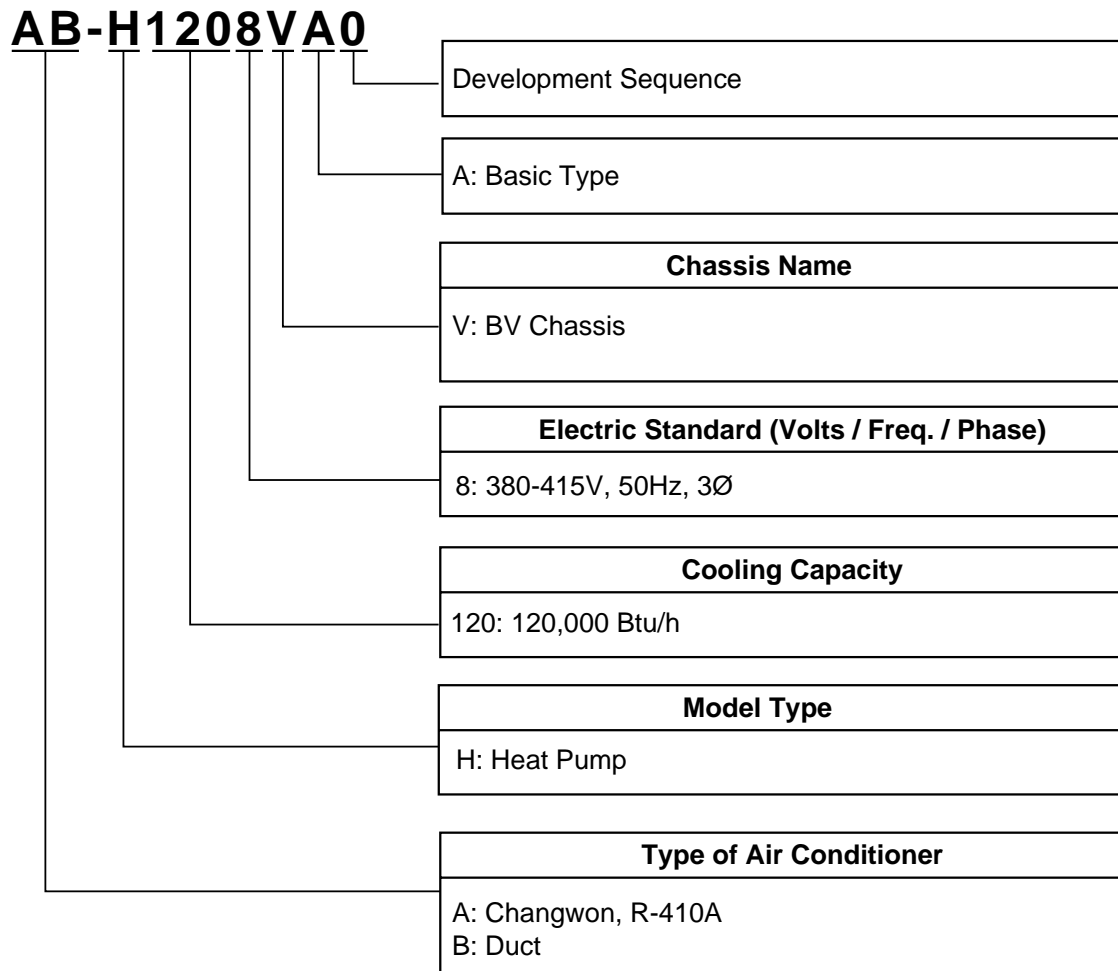 AB-H1208VA0
Development Sequence
A: Basic Type
Chassis Name
V: BV Chassis
Electric Standard (Volts / Freq. / Phase)
8: 380-415V, 50Hz, 3Ø
Cooling Capacity
120: 120,000 Btu/h
Model Type
H: Heat Pump
Type of Air Conditioner
A: Changwon, R-410A
B: Duct